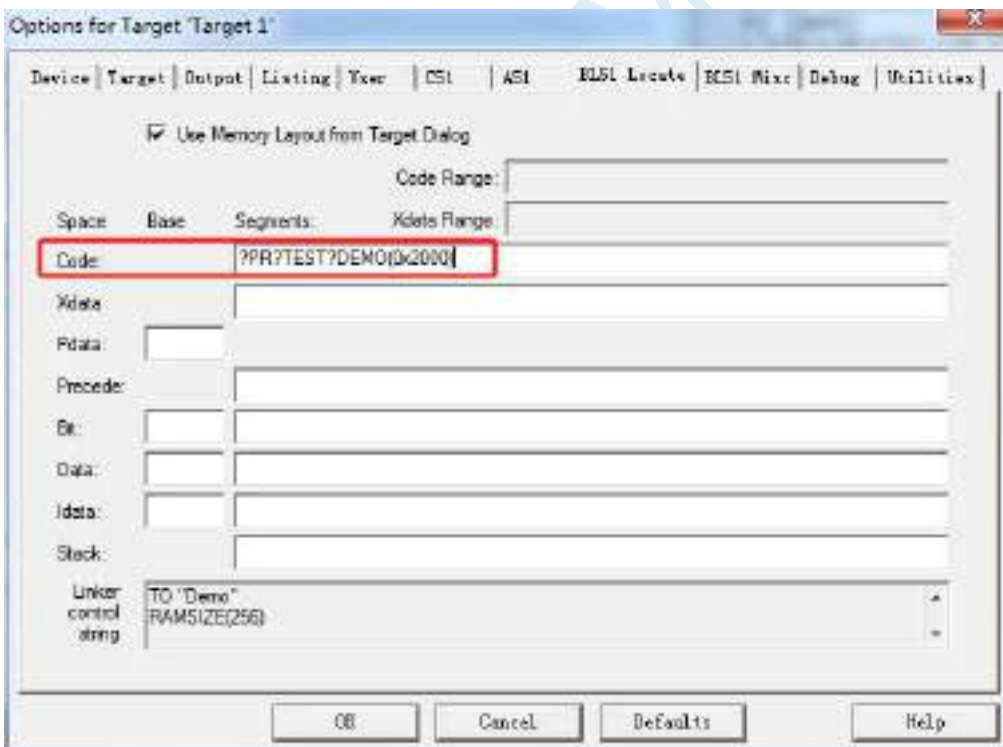 Options for Target 'Target 1'
Device Target Output Listing User C51 A51 BL51 Locate BL51 Misc Debug Utilities
Use Memory Layout from Target Dialog
Code Range:
Space Base Segments: Xdata Range:
Code: ?PR?TEST?DEMO(0x2000)
Xdata:
Pdata:
Precede:
Bit:
Data:
Idata:
Stack:
Linker control string
TO "Demo"
RAMSIZE(256)
OK Cancel Defaults Help